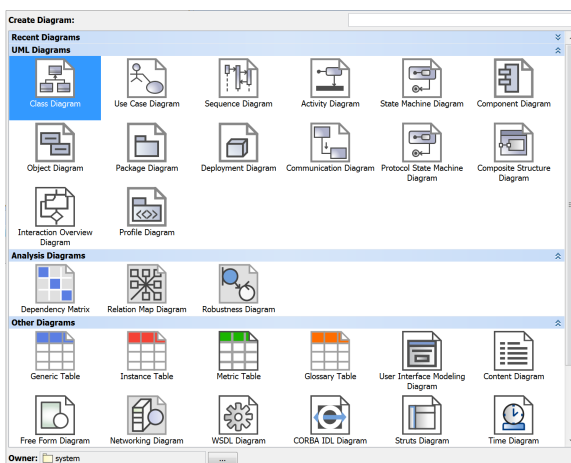 Create Diagram:
Recent Diagrams
UML Diagrams
Class Diagram
Use Case Diagram
Sequence Diagram
Activity Diagram
State Machine Diagram
Component Diagram
Object Diagram
Package Diagram
Deployment Diagram
Communication Diagram
Protocol State Machine
Diagram
Composite Structure
Diagram
Interaction Overview
Diagram
Profile Diagram
Analysis Diagrams
Dependency Matrix
Relation Map Diagram
Robustness Diagram
Other Diagrams
Generic Table
Instance Table
Metric Table
Glossary Table
User Interface Modeling
Diagram
Content Diagram
Free Form Diagram
Networking Diagram
WSDL Diagram
CORBA IDL Diagram
Struts Diagram
Time Diagram
Owner: system ...